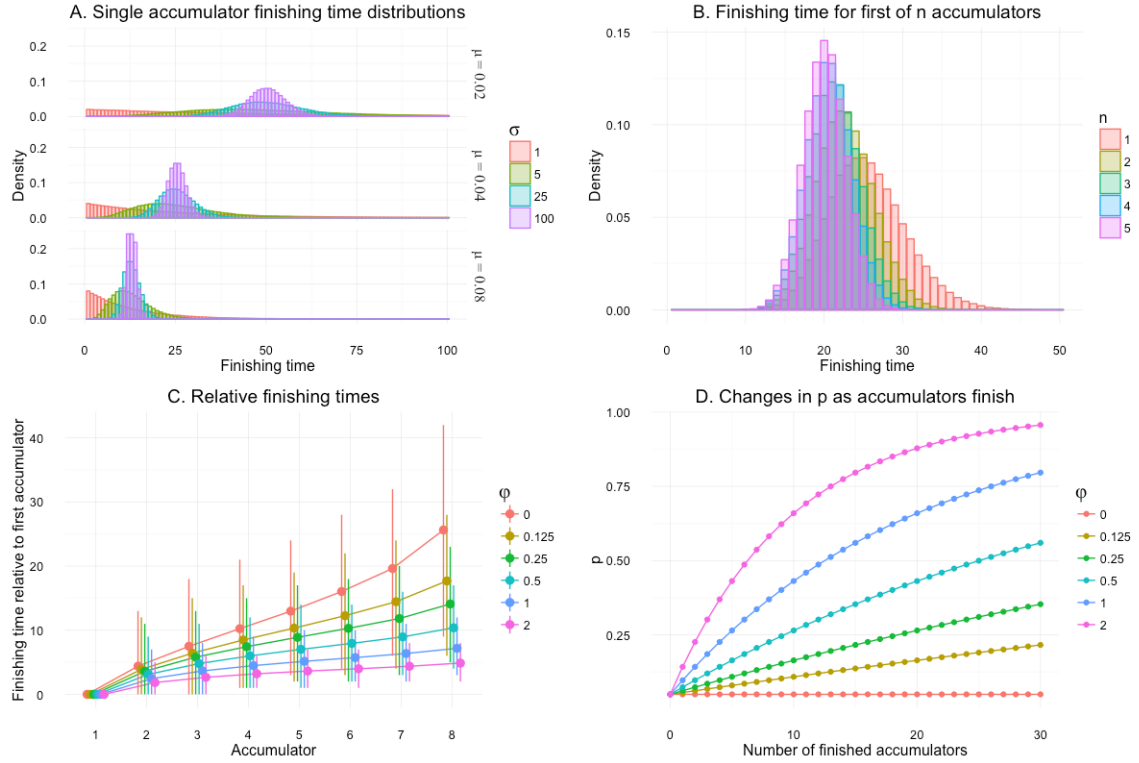 A. Single accumulator finishing time distributions
Density
0.2
0.1
0.0
μ = 0.02
0.2
0.1
0.0
μ = 0.04
0.2
0.1
0.0
μ = 0.08
0 25 50 75 100
Finishing time
σ
1
5
25
100
B. Finishing time for first of n accumulators
Density
0.15
0.10
0.05
0.00
0 10 20 30 40 50
Finishing time
n
1
2
3
4
5
C. Relative finishing times
Finishing time relative to first accumulator
40
30
20
10
0
1 2 3 4 5 6 7 8
Accumulator
φ
0
0.125
0.25
0.5
1
2
D. Changes in p as accumulators finish
p
1.00
0.75
0.50
0.25
0 10 20 30
Number of finished accumulators
φ
0
0.125
0.25
0.5
1
2